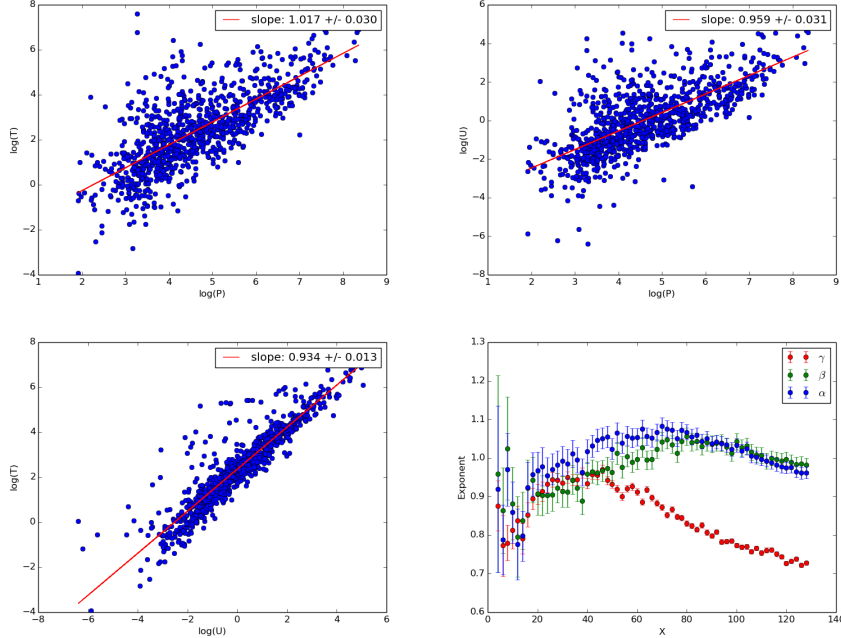 slope: 1.017 +/- 0.030
8
6
4
2
0
−2
−4
log(T)
1 2 3 4 5 6 7 8 9
log(P)
slope: 0.959 +/- 0.031
6
4
2
0
−2
−4
−6
−8
log(U)
1 2 3 4 5 6 7 8 9
log(P)
slope: 0.934 +/- 0.013
8
6
4
2
0
−2
−4
log(T)
−8 −6 −4 −2 0 2 4 6
log(U)
γ
β
α
1.3
1.2
1.1
1.0
0.9
0.8
0.7
0.6
Exponent
0 20 40 60 80 100 120 140
X